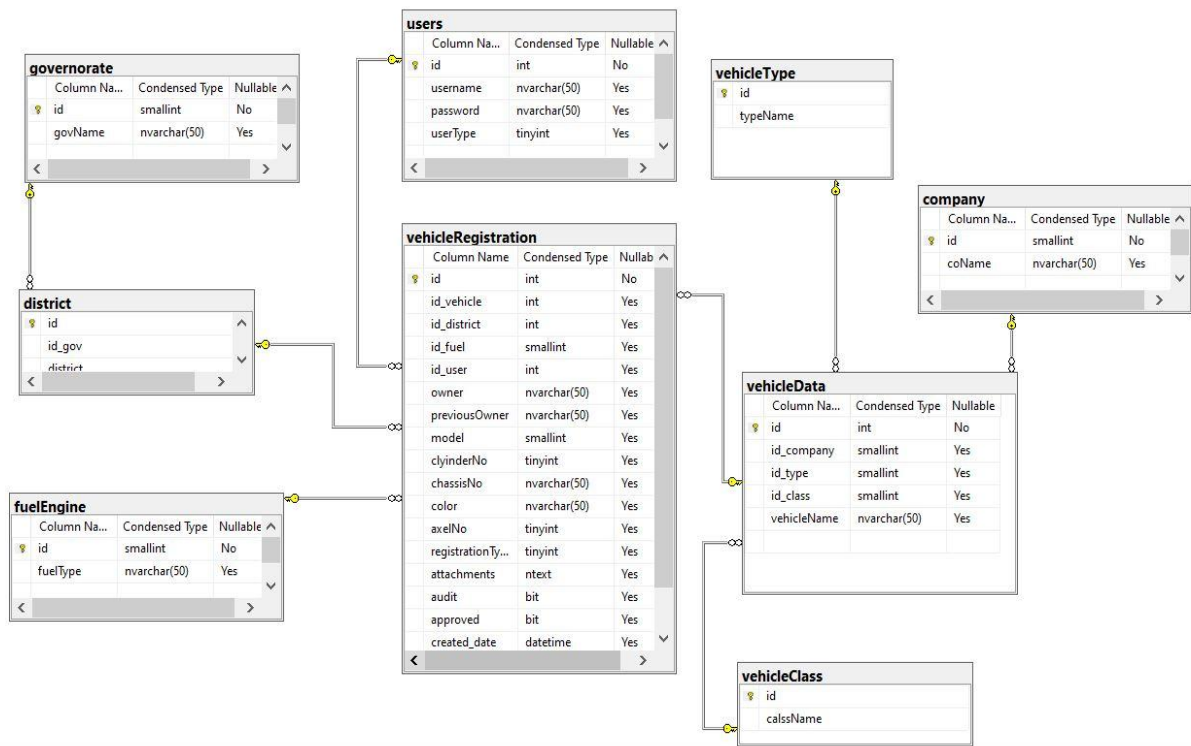 users
Column Na... Condensed Type Nullable
id int No
username nvarchar(50) Yes
password nvarchar(50) Yes
userType tinyint Yes
governorate
Column Na... Condensed Type Nullable
id smallint No
govName nvarchar(50) Yes
vehicleType
id
typeName
company
Column Na... Condensed Type Nullable
id smallint No
coName nvarchar(50) Yes
vehicleRegistration
Column Name Condensed Type Nullab
id int No
id_vehicle int Yes
id_district int Yes
id_fuel smallint Yes
id_user int Yes
owner nvarchar(50) Yes
previousOwner nvarchar(50) Yes
model smallint Yes
clyinderNo tinyint Yes
chassisNo nvarchar(50) Yes
color nvarchar(50) Yes
axelNo tinyint Yes
registrationTy... tinyint Yes
attachments ntext Yes
audit bit Yes
approved bit Yes
created_date datetime Yes
district
id
id_gov
district
vehicleData
Column Na... Condensed Type Nullable
id int No
id_company smallint Yes
id_type smallint Yes
id_class smallint Yes
vehicleName nvarchar(50) Yes
fuelEngine
Column Na... Condensed Type Nullable
id smallint No
fuelType nvarchar(50) Yes
vehicleClass
id
calssName